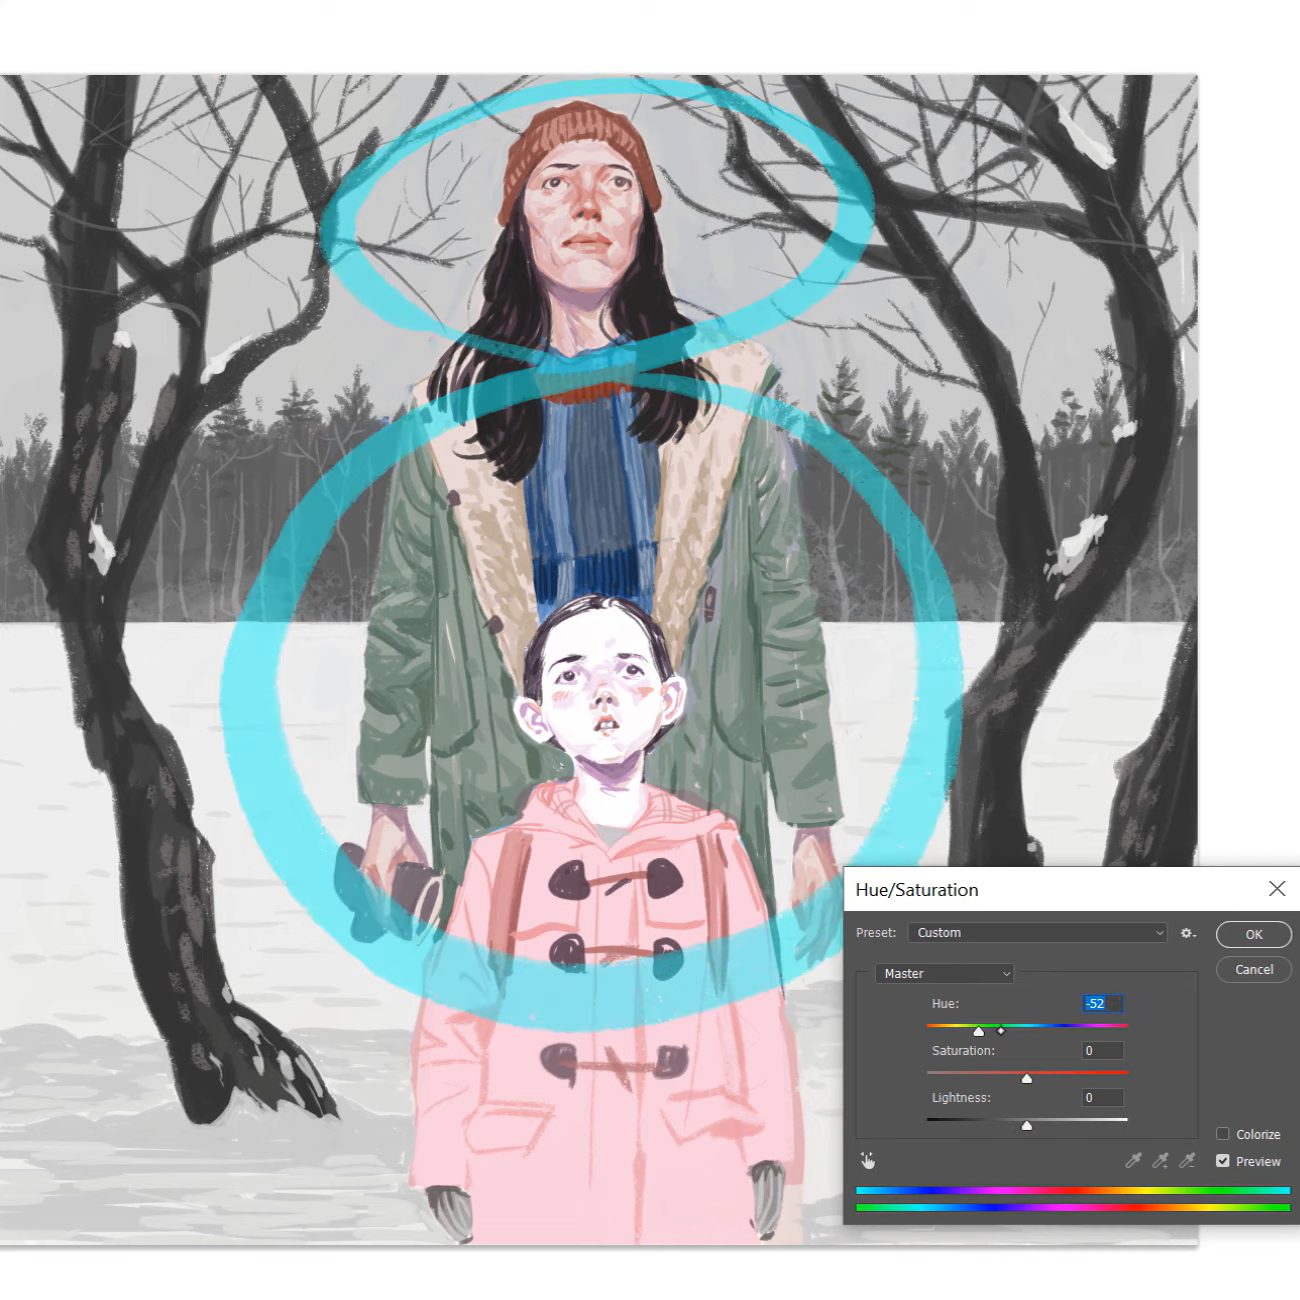 Hue/Saturation
Preset: Custom
OK
Master
Cancel
Hue: -52
Saturation: 0
Lightness: 0
Colorize
Preview